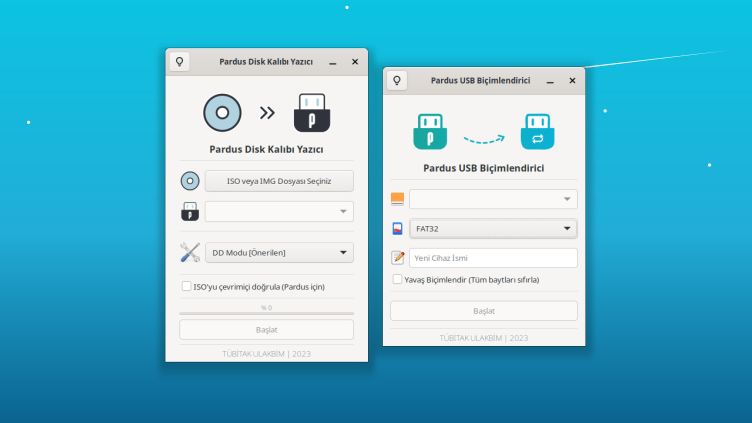 Pardus Disk Kalıbı Yazıcı
Pardus Disk Kalıbı Yazıcı
ISO veya IMG Dosyası Seçiniz
DD Modu [Önerilen]
ISO'yu çevrimiçi doğrula (Pardus için)
% 0
Başlat
TÜBİTAK ULAKBİM | 2023
Pardus USB Biçimlendirici
Pardus USB Biçimlendirici
FAT32
Yeni Cihaz İsmi
Yavaş Biçimlendir (Tüm baytları sıfırla)
Başlat
TÜBİTAK ULAKBİM | 2023